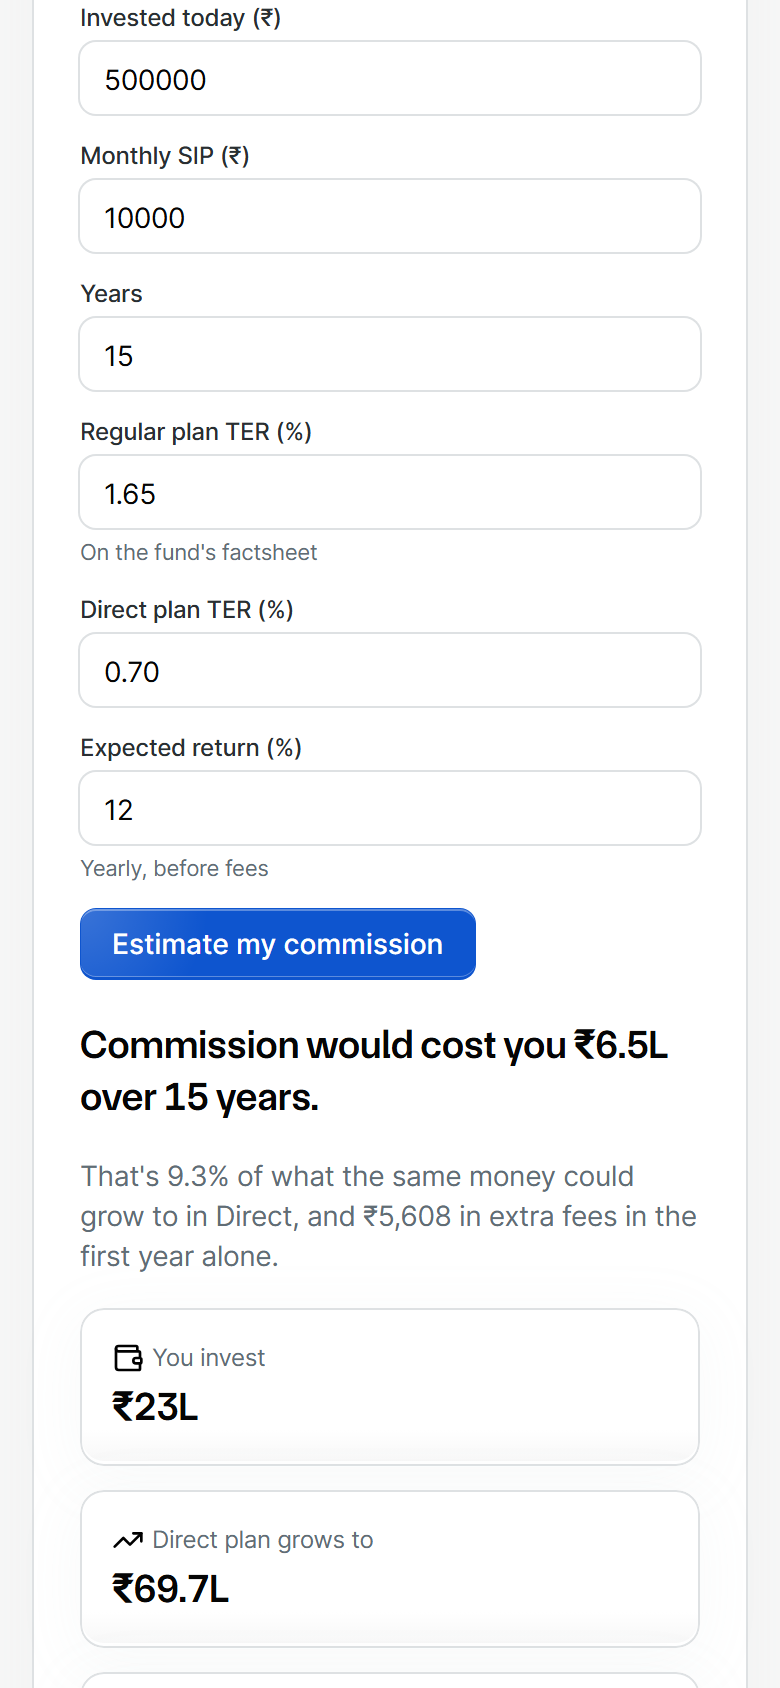 Invested today (₹)
500000
Monthly SIP (₹)
10000
Years
15
Regular plan TER (%)
1.65
On the fund's factsheet
Direct plan TER (%)
0.70
Expected return (%)
12
Yearly, before fees
Estimate my commission
Commission would cost you ₹6.5L
over 15 years.
That's 9.3% of what the same money could
grow to in Direct, and ₹5,608 in extra fees in the
first year alone.
You invest
₹23L
Direct plan grows to
₹69.7L